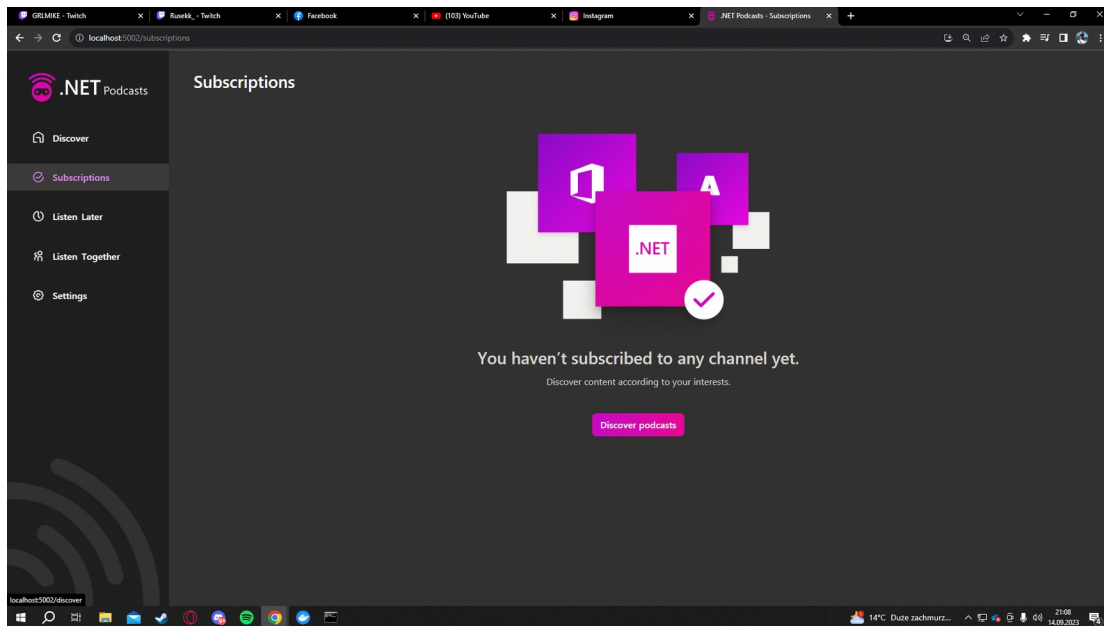 GRLMIKE - Twitch
Rusekk_ - Twitch
Facebook
(103) YouTube
Instagram
.NET Podcasts - Subscriptions
localhost:5002/subscriptions
.NET Podcasts
Subscriptions
Discover
Subscriptions
Listen Later
Listen Together
Settings
.NET
You haven't subscribed to any channel yet.
Discover content according to your interests.
Discover podcasts
localhost:5002/discover
14°C Duże zachmurz...
21:08
14.09.2023